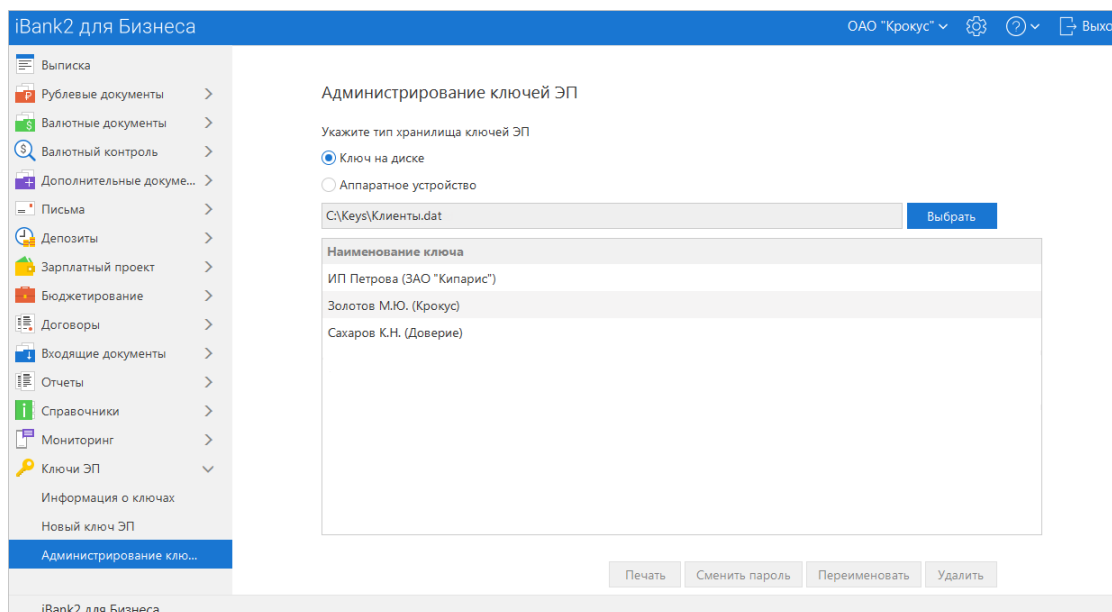 iBank2 для Бизнеса
ОАО "Крокус"
Выхо
Выписка
Рублевые документы
Валютные документы
Валютный контроль
Дополнительные докуме...
Письма
Депозиты
Зарплатный проект
Бюджетирование
Договоры
Входящие документы
Отчеты
Справочники
Мониторинг
Ключи ЭП
Информация о ключах
Новый ключ ЭП
Администрирование клю...
Администрирование ключей ЭП
Укажите тип хранилища ключей ЭП
Ключ на диске
Аппаратное устройство
C:\Keys\Клиенты.dat
Выбрать
Наименование ключа
ИП Петрова (ЗАО "Кипарис")
Золотов М.Ю. (Крокус)
Сахаров К.Н. (Доверие)
Печать
Сменить пароль
Переименовать
Удалить
iBank2 для Бизнеса